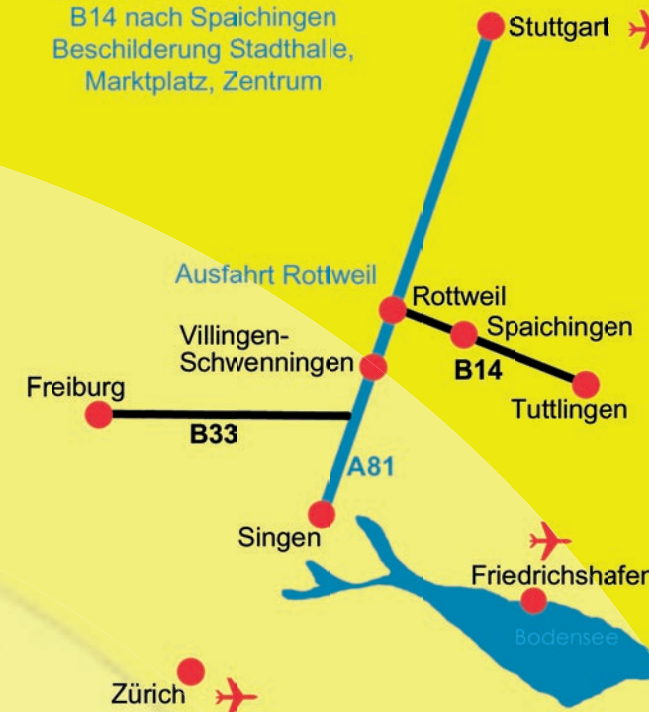 B14 nach Spaichingen
Beschilderung Stadthalle,
Marktplatz, Zentrum
Stuttgart
Ausfahrt Rottweil
Rottweil
Spaichingen
Villingen-
Schwenningen
B14
Freiburg
Tuttlingen
B33
A81
Singen
Friedrichshafen
Bodensee
Zürich